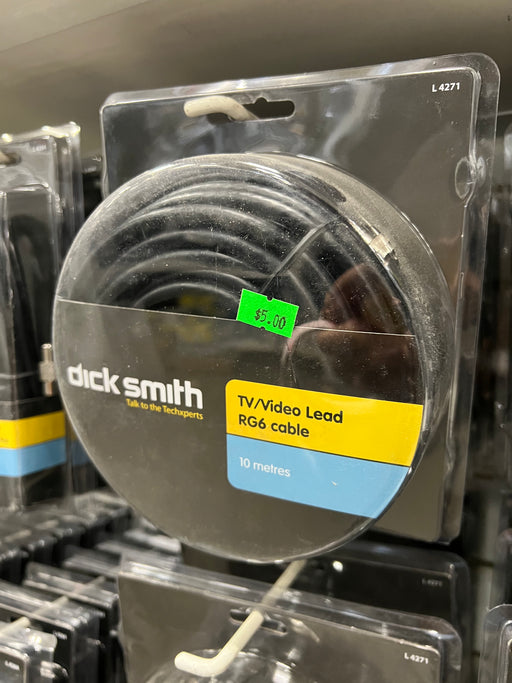 L 4271
$5.00
dick smith
Talk to the Techxperts
TV/Video Lead
RG6 cable
10 metres
L 4271